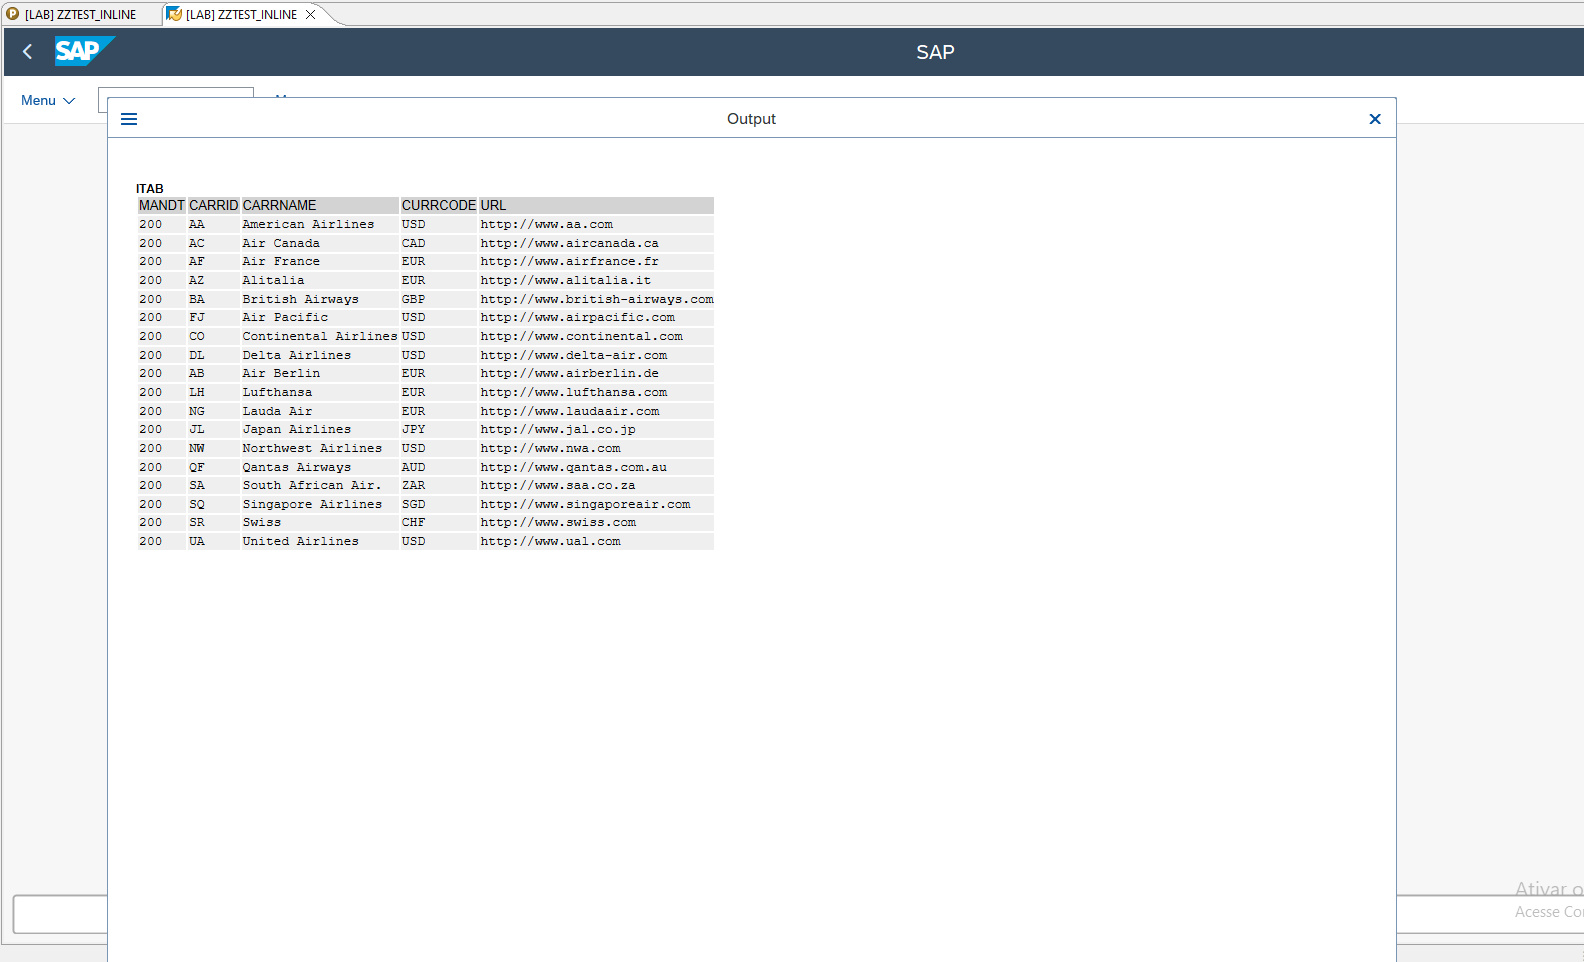 [LAB] ZZTEST_INLINE [LAB] ZZTEST_INLINE
SAP SAP
Menu
Output
ITAB
MANDT CARRID CARRNAME CURRCODE URL
200 AA American Airlines USD http://www.aa.com
200 AC Air Canada CAD http://www.aircanada.ca
200 AF Air France EUR http://www.airfrance.fr
200 AZ Alitalia EUR http://www.alitalia.it
200 BA British Airways GBP http://www.british-airways.com
200 FJ Air Pacific USD http://www.airpacific.com
200 CO Continental Airlines USD http://www.continental.com
200 DL Delta Airlines USD http://www.delta-air.com
200 AB Air Berlin EUR http://www.airberlin.de
200 LH Lufthansa EUR http://www.lufthansa.com
200 NG Lauda Air EUR http://www.laudaair.com
200 JL Japan Airlines JPY http://www.jal.co.jp
200 NW Northwest Airlines USD http://www.nwa.com
200 QF Qantas Airways AUD http://www.qantas.com.au
200 SA South African Air. ZAR http://www.saa.co.za
200 SQ Singapore Airlines SGD http://www.singaporeair.com
200 SR Swiss CHF http://www.swiss.com
200 UA United Airlines USD http://www.ual.com
Ativar o
Acesse